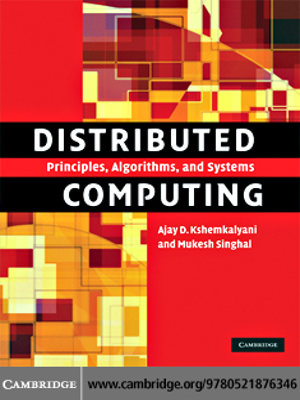 DISTRIBUTED
Principles, Algorithms, and Systems
COMPUTING
Ajay D. Kshemkalyani
and Mukesh Singhal
CAMBRIDGE
CAMBRIDGE www.cambridge.org/9780521876346